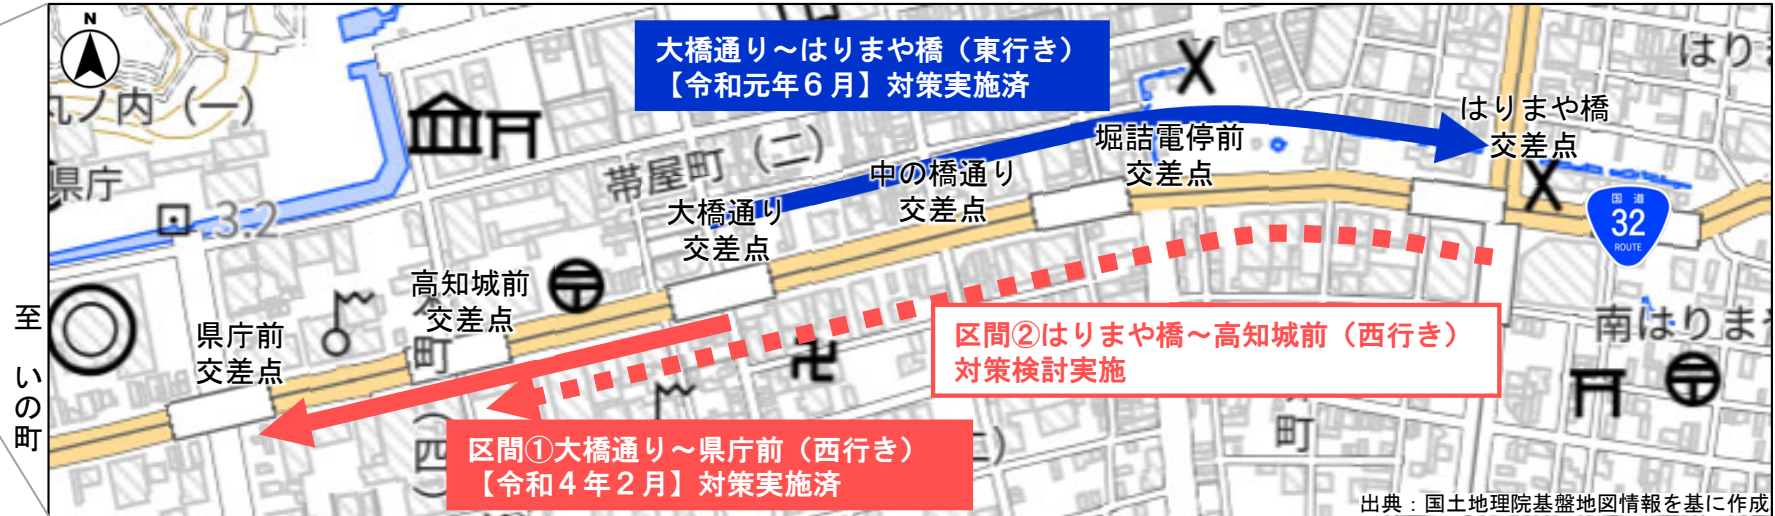 N
大橋通り～はりまや橋（東行き）
【令和元年６月】対策実施済
はりまや橋
交差点
堀詰電停前
交差点
中の橋通り
交差点
大橋通り
交差点
高知城前
交差点
県庁前
交差点
丸ノ内（一）
県庁
3.2
帯屋町（二）
国道
32
ROUTE
南はりま
町
（四）
町
至 いの町
区間②はりまや橋～高知城前（西行き）
対策検討実施
区間①大橋通り～県庁前（西行き）
【令和４年２月】対策実施済
出典：国土地理院基盤地図情報を基に作成